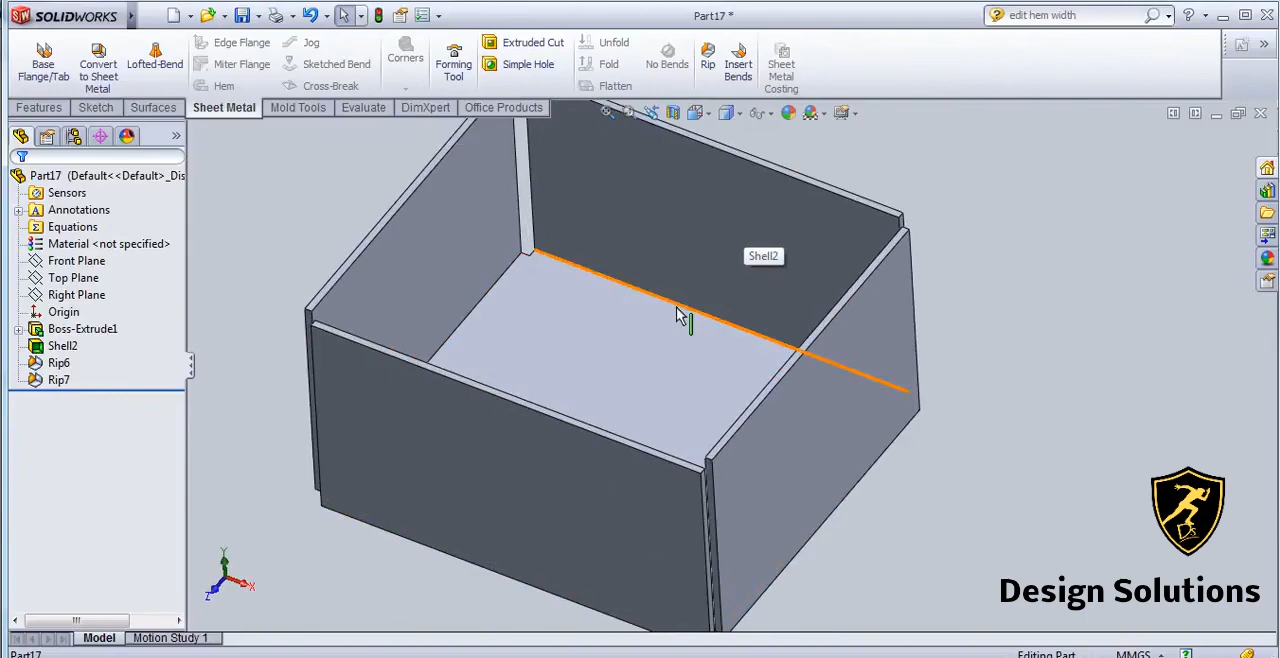 SOLIDWORKS
Part17 *
edit hem width
Base Flange/Tab
Convert to Sheet Metal
Lofted-Bend
Edge Flange
Miter Flange
Hem
Jog
Sketched Bend
Cross-Break
Corners
Forming Tool
Extruded Cut
Simple Hole
Unfold
Fold
Flatten
No Bends
Rip
Insert Bends
Sheet Metal Costing
Features
Sketch
Surfaces
Sheet Metal
Mold Tools
Evaluate
DimXpert
Office Products
Part17 (Default<<Default>_Dis
Sensors
Annotations
Equations
Material <not specified>
Front Plane
Top Plane
Right Plane
Origin
Boss-Extrude1
Shell2
Rip6
Rip7
Shell2
Y
X
Z
Ds
Design Solutions
Model
Motion Study 1
Part17
Editing Part
MMGS